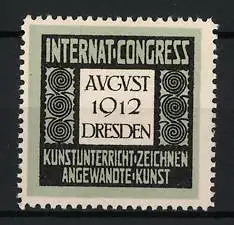 INTERNAT·CONGRESS
AVGVST
1912
DRESDEN
KUNSTUNTERRICHT·ZEICHNEN
ANGEWANDTE·KUNST